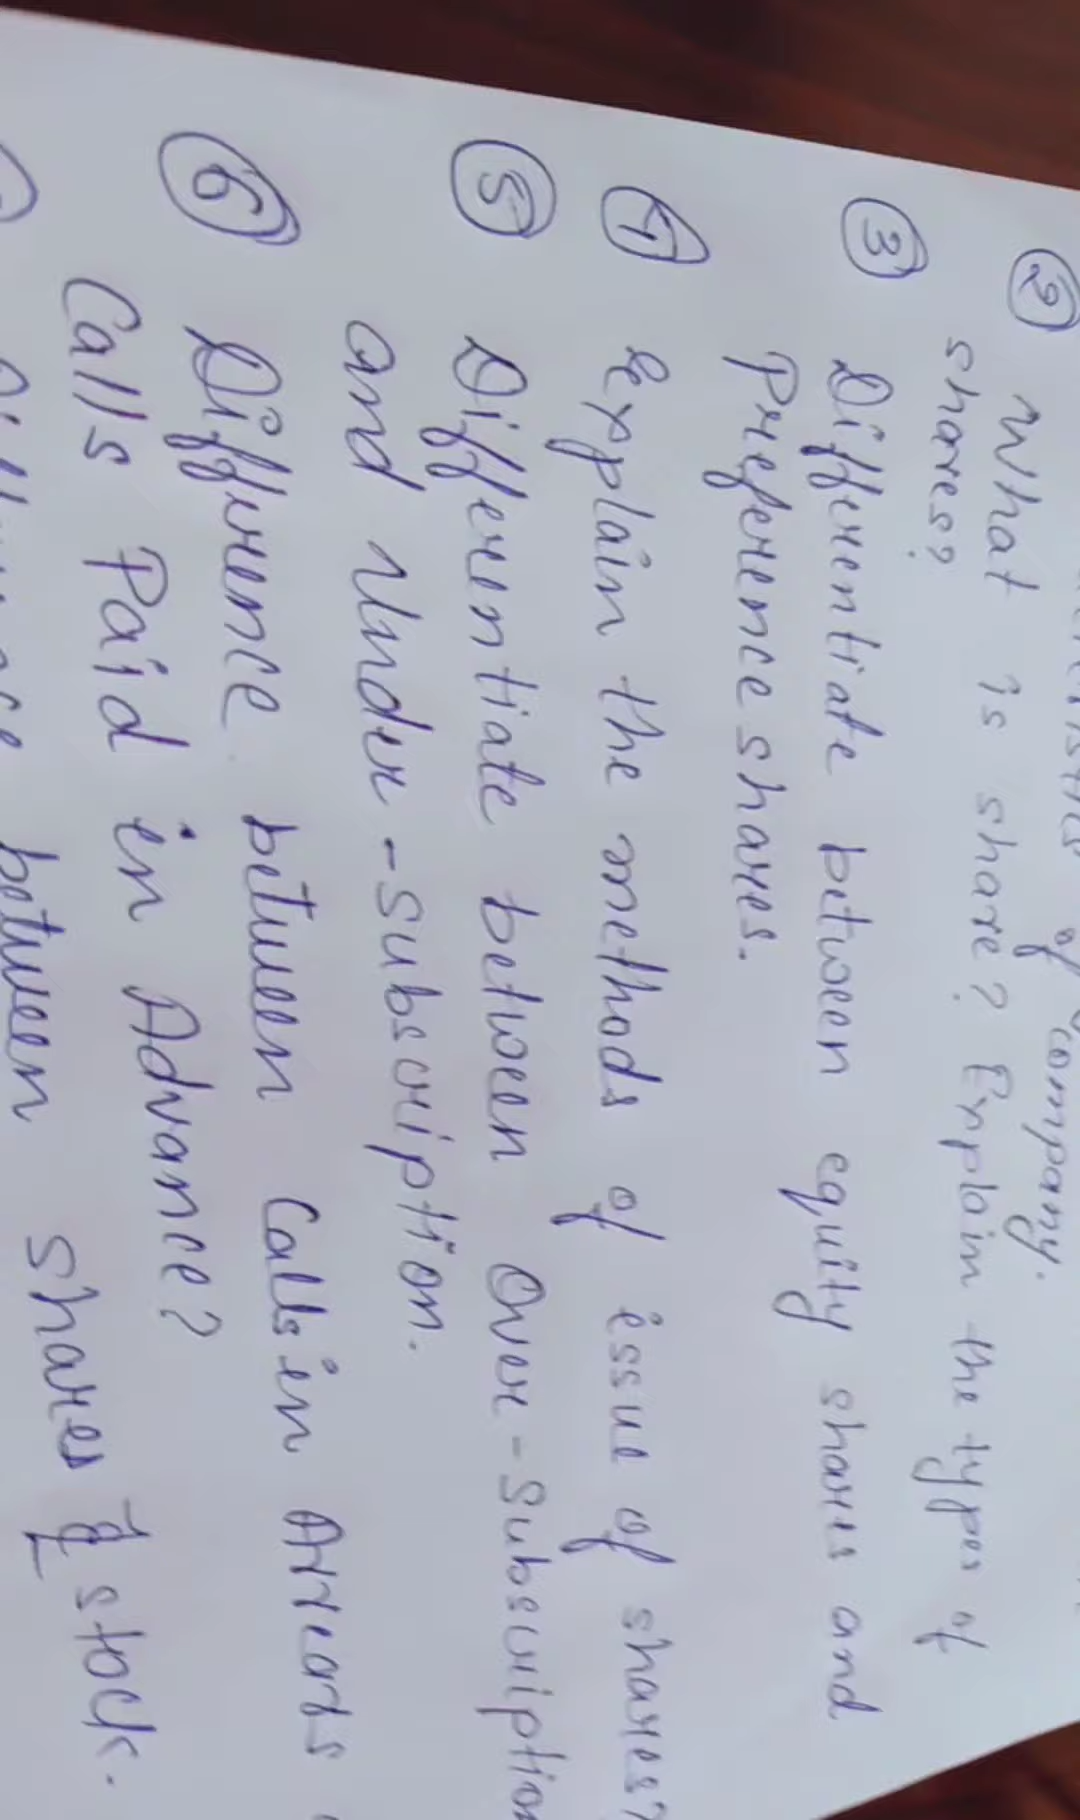 of company.
② What is share? Explain the types of
shares?
③ Differentiate between equity shares and
Preference shares.
④ Explain the methods of issue of shares?
⑤ Differentiate between Over-Subscription
and Under-Subscription.
⑥ Difference between Calls in Arrears
Calls Paid in Advance?
Difference between shares & stock.